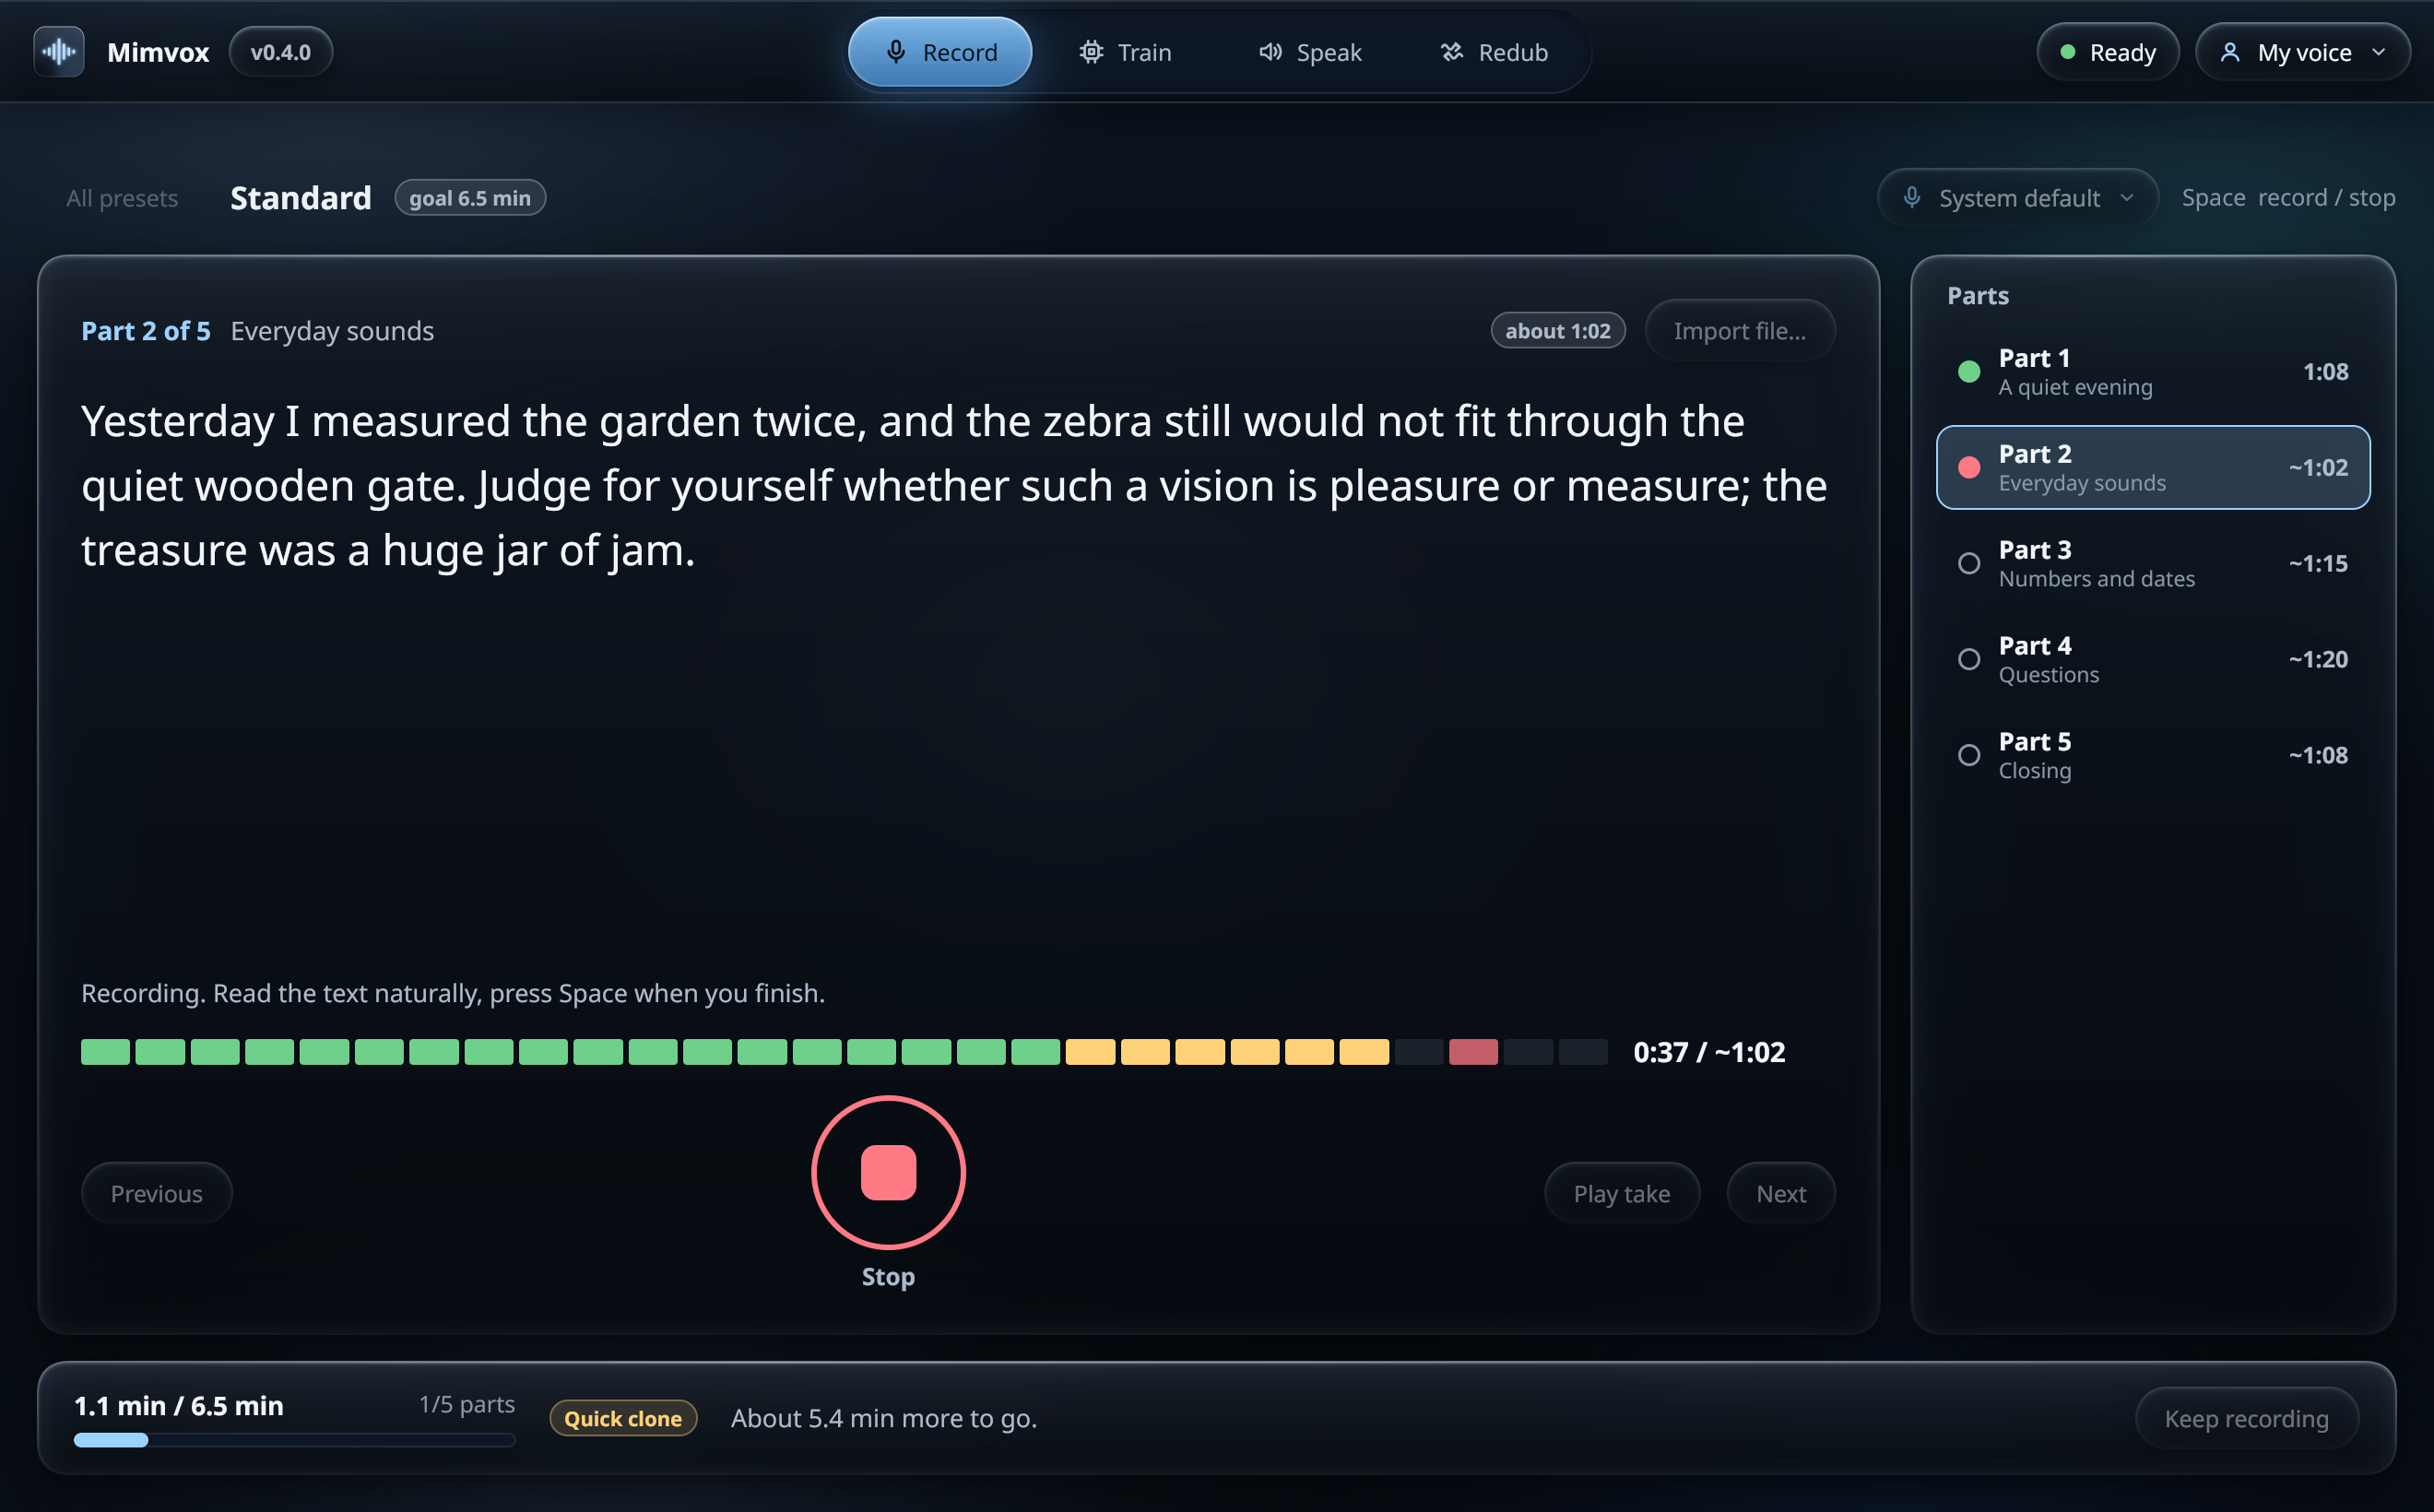 Mimvox v0.4.0
Record Train Speak Redub
Ready My voice
All presets Standard goal 6.5 min
System default Space record / stop
Part 2 of 5 Everyday sounds about 1:02 Import file...
Yesterday I measured the garden twice, and the zebra still would not fit through the
quiet wooden gate. Judge for yourself whether such a vision is pleasure or measure; the
treasure was a huge jar of jam.
Recording. Read the text naturally, press Space when you finish.
0:37 / ~1:02
Previous
Stop
Play take Next
Parts
Part 1 1:08
A quiet evening
Part 2 ~1:02
Everyday sounds
Part 3 ~1:15
Numbers and dates
Part 4 ~1:20
Questions
Part 5 ~1:08
Closing
1.1 min / 6.5 min 1/5 parts
Quick clone About 5.4 min more to go.
Keep recording